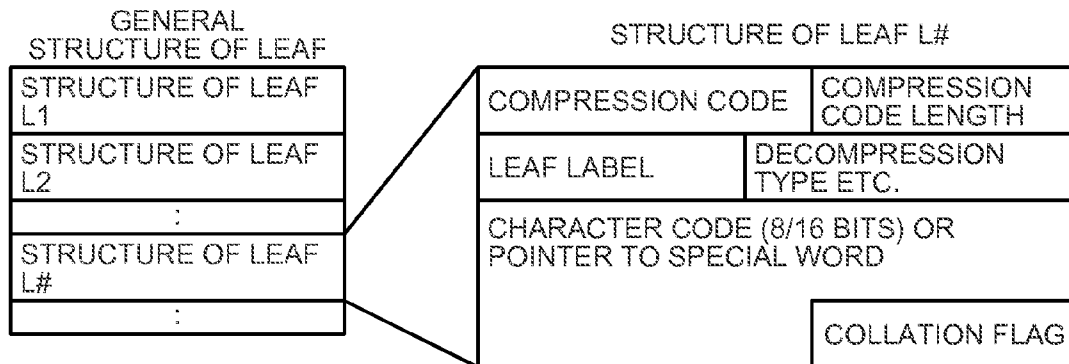 GENERAL
STRUCTURE OF LEAF
STRUCTURE OF LEAF
L1
STRUCTURE OF LEAF
L2
:
STRUCTURE OF LEAF
L#
:
STRUCTURE OF LEAF L#
COMPRESSION CODE
COMPRESSION
CODE LENGTH
LEAF LABEL
DECOMPRESSION
TYPE ETC.
CHARACTER CODE (8/16 BITS) OR
POINTER TO SPECIAL WORD
COLLATION FLAG